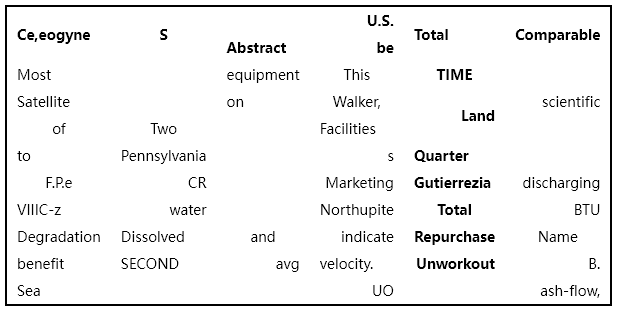 Ce,eogyne S Abstract U.S. be Total Comparable
Most equipment This TIME
Satellite on Walker, Land scientific
of Two Facilities
to Pennsylvania s Quarter
F.P.e CR Marketing Gutierrezia discharging
VIIIC-z water Northupite Total BTU
Degradation Dissolved and indicate Repurchase Name
benefit SECOND avg velocity. Unworkout B.
Sea UO ash-flow,